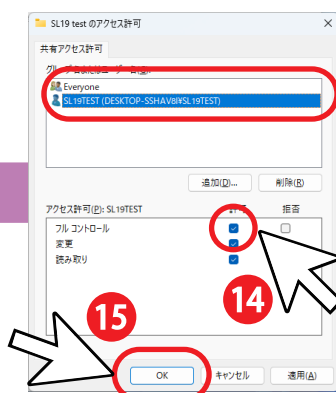 SL19 test のアクセス許可
共有アクセス許可
Everyone
SL19TEST (DESKTOP-SSHAV8I¥SL19TEST)
追加(D)...
削除(R)
アクセス許可(P): SL19TEST
許可
拒否
フル コントロール
変更
読み取り
14
15
OK
キャンセル
適用(A)